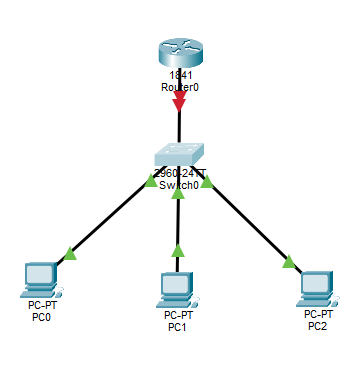 1841
Router0
2960-24TT
Switch0
PC-PT
PC0
PC-PT
PC1
PC-PT
PC2